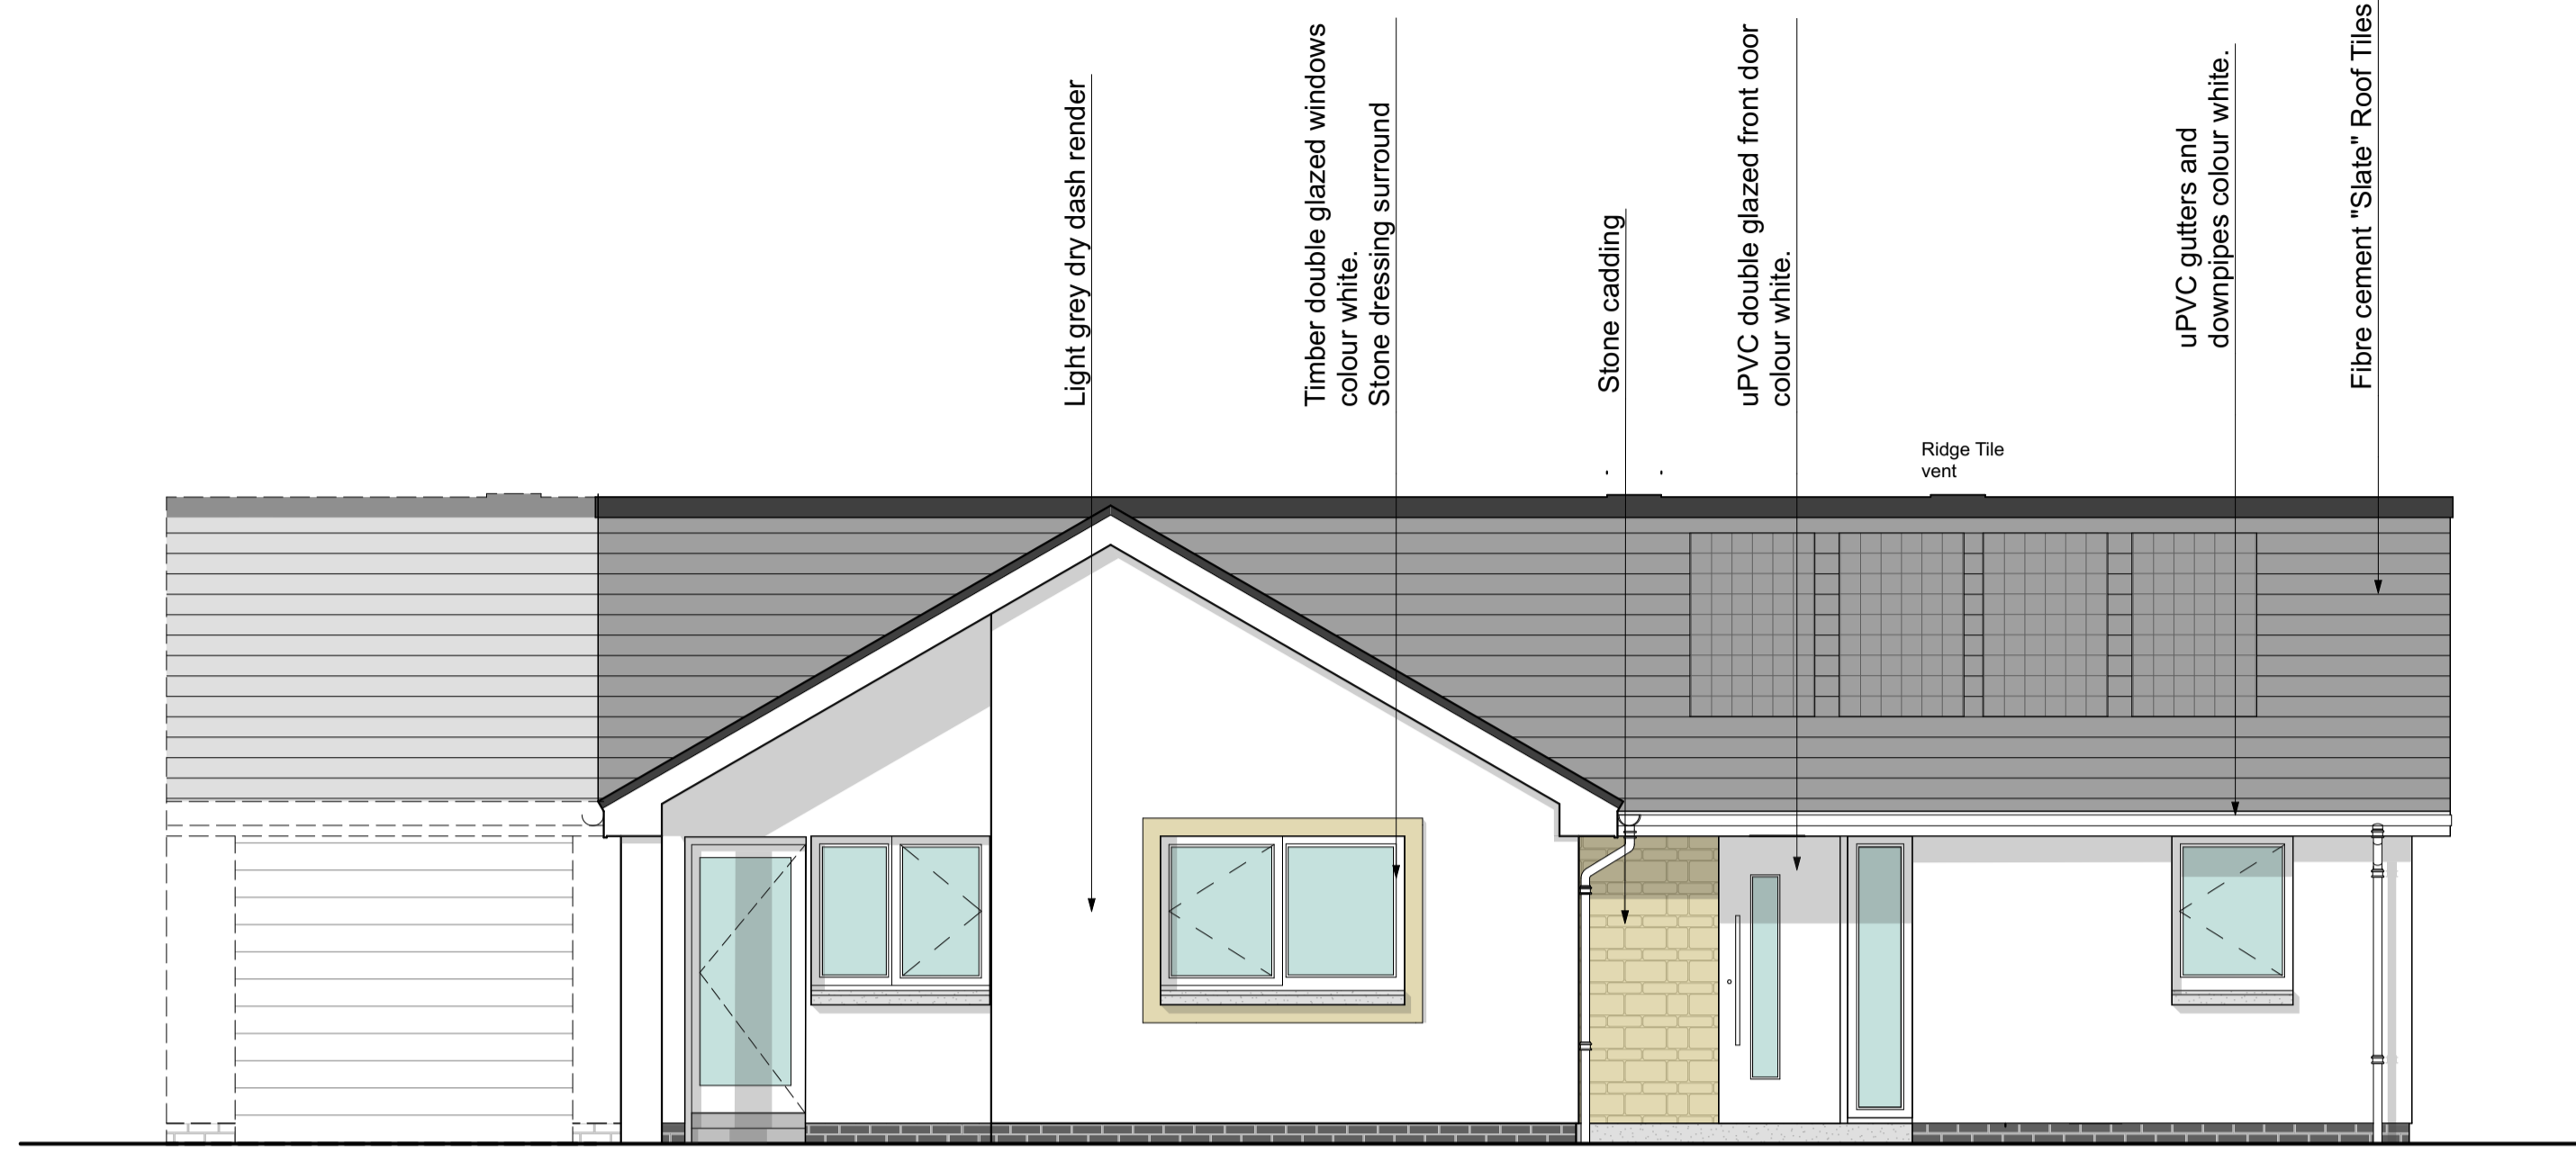 Light grey dry dash render
Timber double glazed windows
colour white.
Stone dressing surround
Stone cadding
uPVC double glazed front door
colour white.
Ridge Tile
vent
uPVC gutters and
downpipes colour white.
Fibre cement "Slate" Roof Tiles